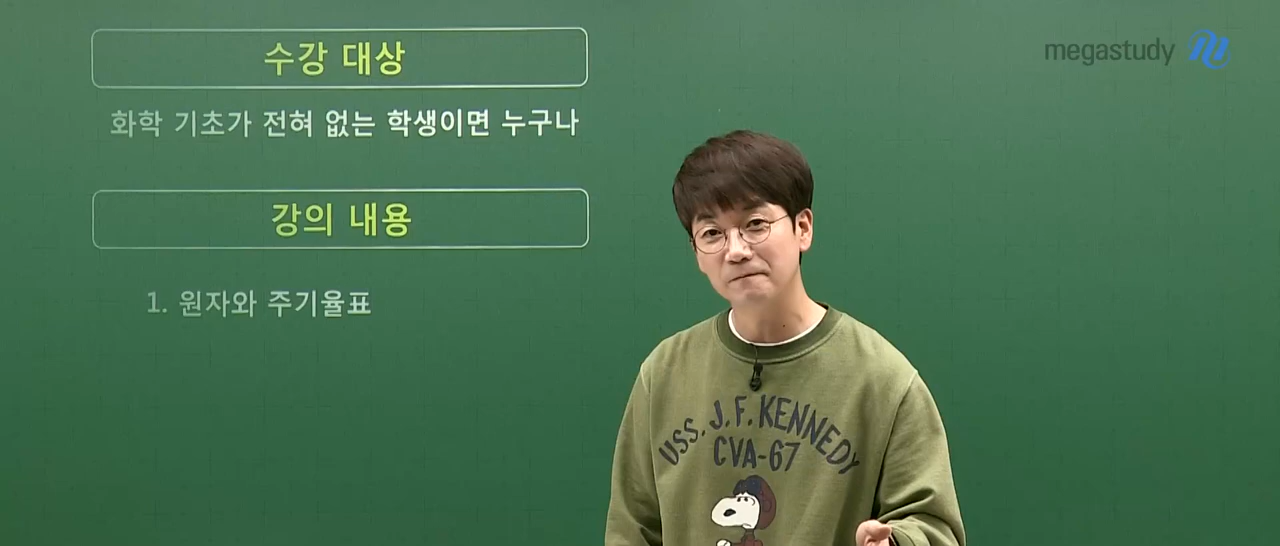 수강 대상
megastudy
화학 기초가 전혀 없는 학생이면 누구나
강의 내용
1. 원자와 주기율표
USS. J. F. KENNEDY
CVA-67